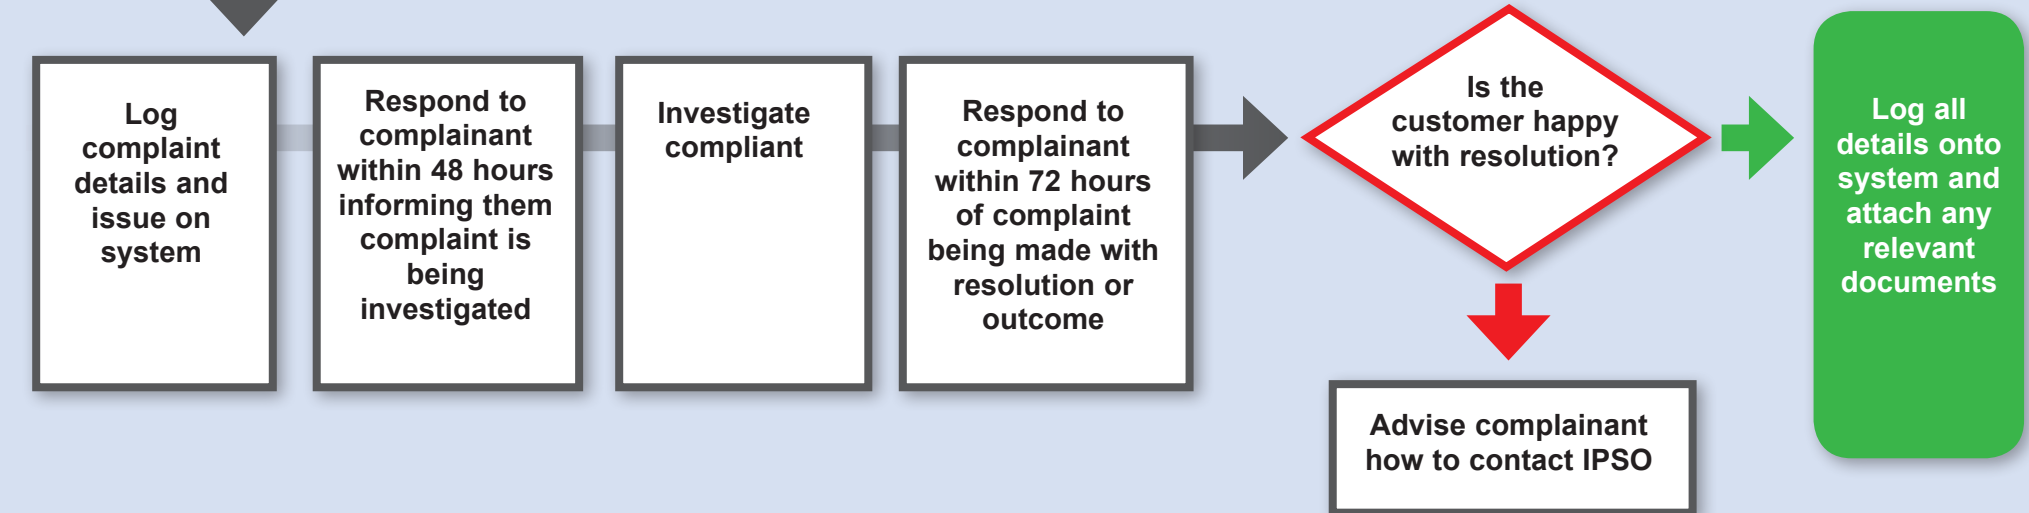 Log
complaint
details and
issue on
system
Respond to
complainant
within 48 hours
informing them
complaint is
being
investigated
Investigate
compliant
Respond to
complainant
within 72 hours
of complaint
being made with
resolution or
outcome
Is the
customer happy
with resolution?
Log all
details onto
system and
attach any
relevant
documents
Advise complainant
how to contact IPSO